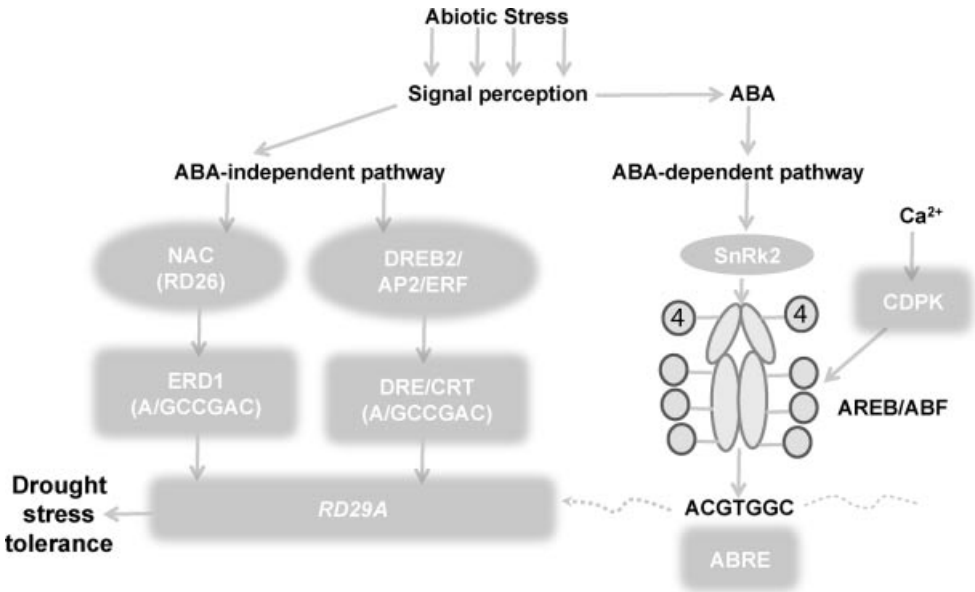 Abiotic Stress
Signal perception
ABA
ABA-independent pathway
ABA-dependent pathway
NAC
(RD26)
DREB2/
AP2/ERF
SnRk2
Ca²⁺
CDPK
4
4
ERD1
(A/GCCGAC)
DRE/CRT
(A/GCCGAC)
AREB/ABF
Drought
stress
tolerance
RD29A
ACGTGGC
ABRE